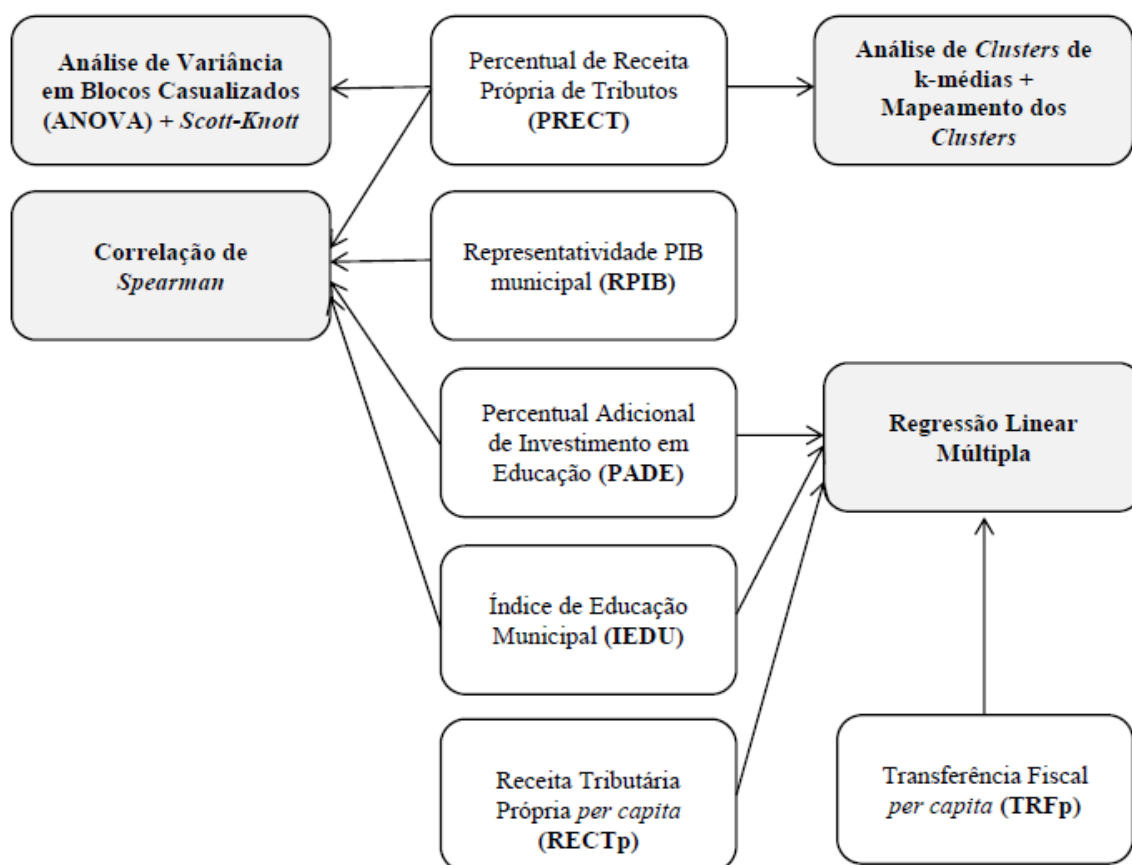 Análise de Variância
em Blocos Casualizados
(ANOVA) + Scott-Knott
Percentual de Receita
Própria de Tributos
(PRECT)
Análise de Clusters de
k-médias +
Mapeamento dos
Clusters
Correlação de
Spearman
Representatividade PIB
municipal (RPIB)
Percentual Adicional
de Investimento em
Educação (PADE)
Regressão Linear
Múltipla
Índice de Educação
Municipal (IEDU)
Receita Tributária
Própria per capita
(RECTp)
Transferência Fiscal
per capita (TRFp)